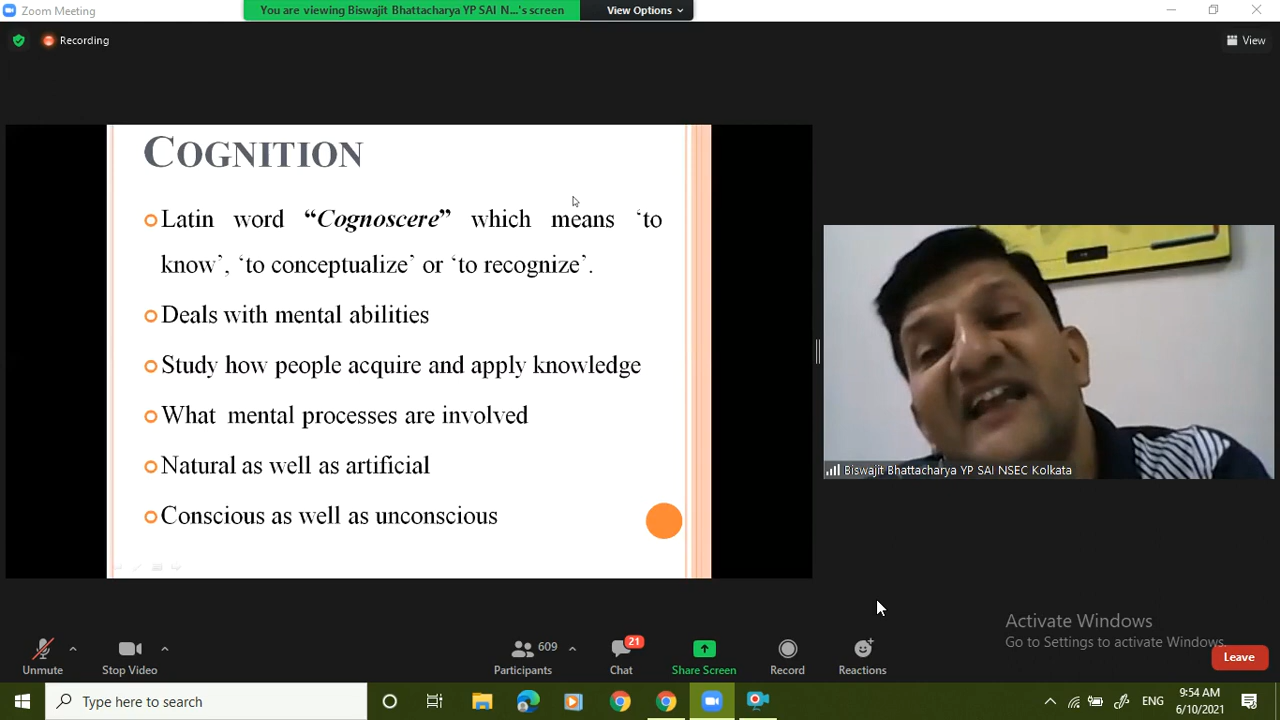 Zoom Meeting
You are viewing Biswajit Bhattacharya YP SAI N...'s screen
View Options
Recording
View
COGNITION
Latin word “Cognoscere” which means ‘to
know’, ‘to conceptualize’ or ‘to recognize’.
Deals with mental abilities
Study how people acquire and apply knowledge
What mental processes are involved
Natural as well as artificial
Conscious as well as unconscious
Biswajit Bhattacharya YP SAI NSEC Kolkata
Activate Windows
Go to Settings to activate Windows.
Unmute
Stop Video
609
Participants
21
Chat
Share Screen
Record
Reactions
Leave
Type here to search
ENG
9:54 AM
6/10/2021